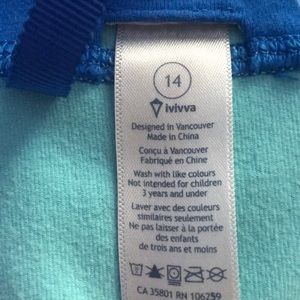 14
ivivva
Designed in Vancouver
Made in China
Conçu à Vancouver
Fabriqué en Chine
Wash with like colours
Not intended for children
3 years and under
Laver avec des couleurs
similaires seulement
Ne pas laisser à la portée
des enfants
de trois ans et moins
CA 35801 RN 106259